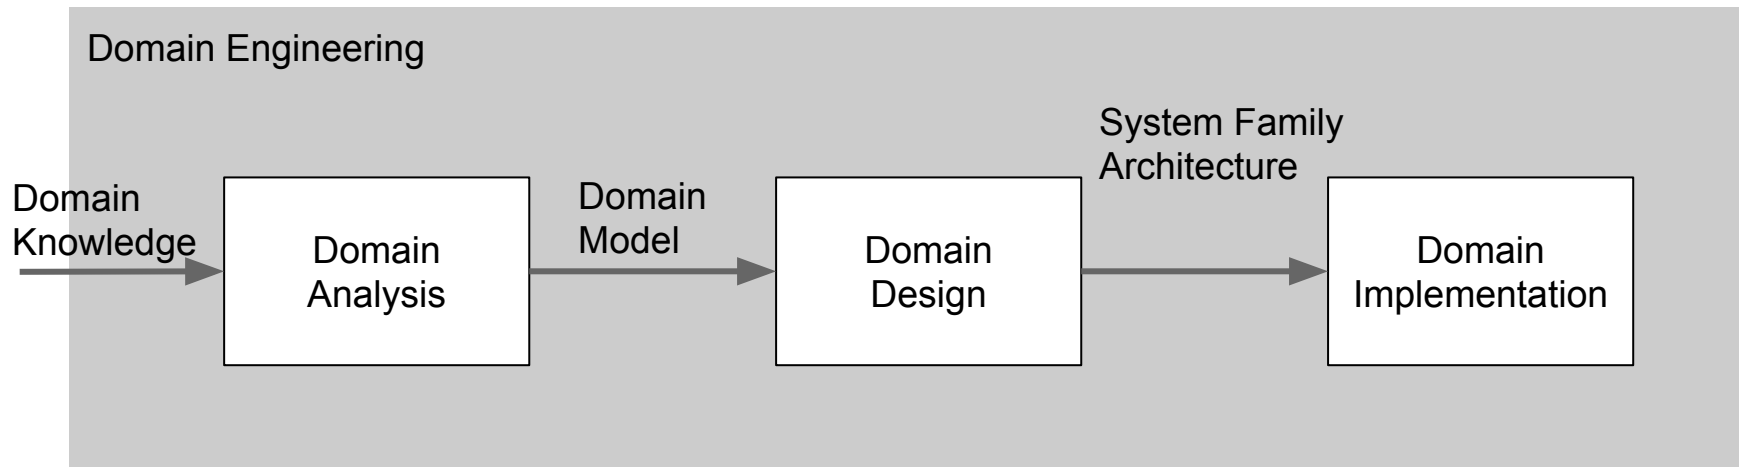 Domain Engineering
System Family
Architecture
Domain
Knowledge
Domain
Model
Domain
Analysis
Domain
Design
Domain
Implementation